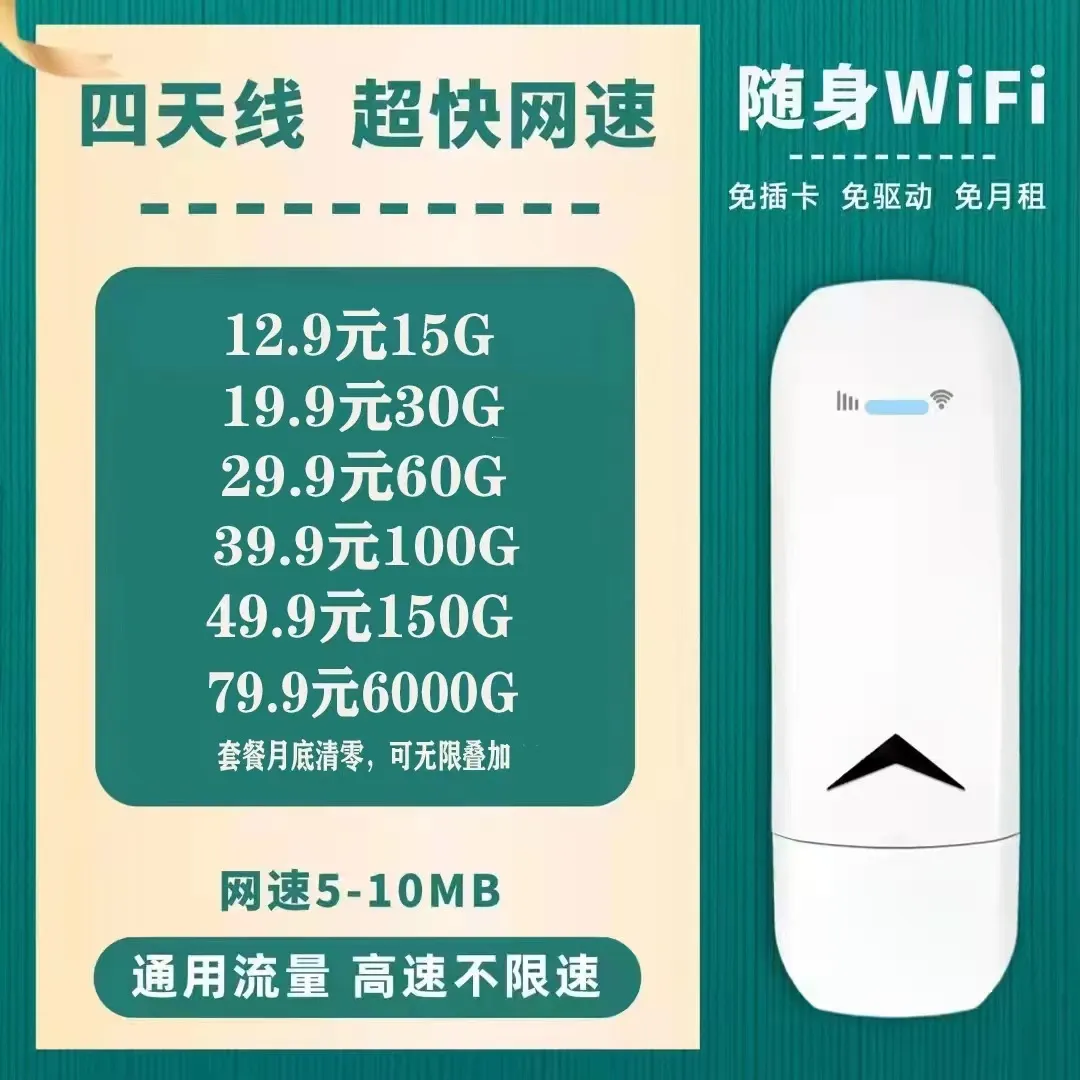 四天线 超快网速
随身WiFi
免插卡 免驱动 免月租
12.9元15G
19.9元30G
29.9元60G
39.9元100G
49.9元150G
79.9元6000G
套餐月底清零，可无限叠加
网速5-10MB
通用流量 高速不限速